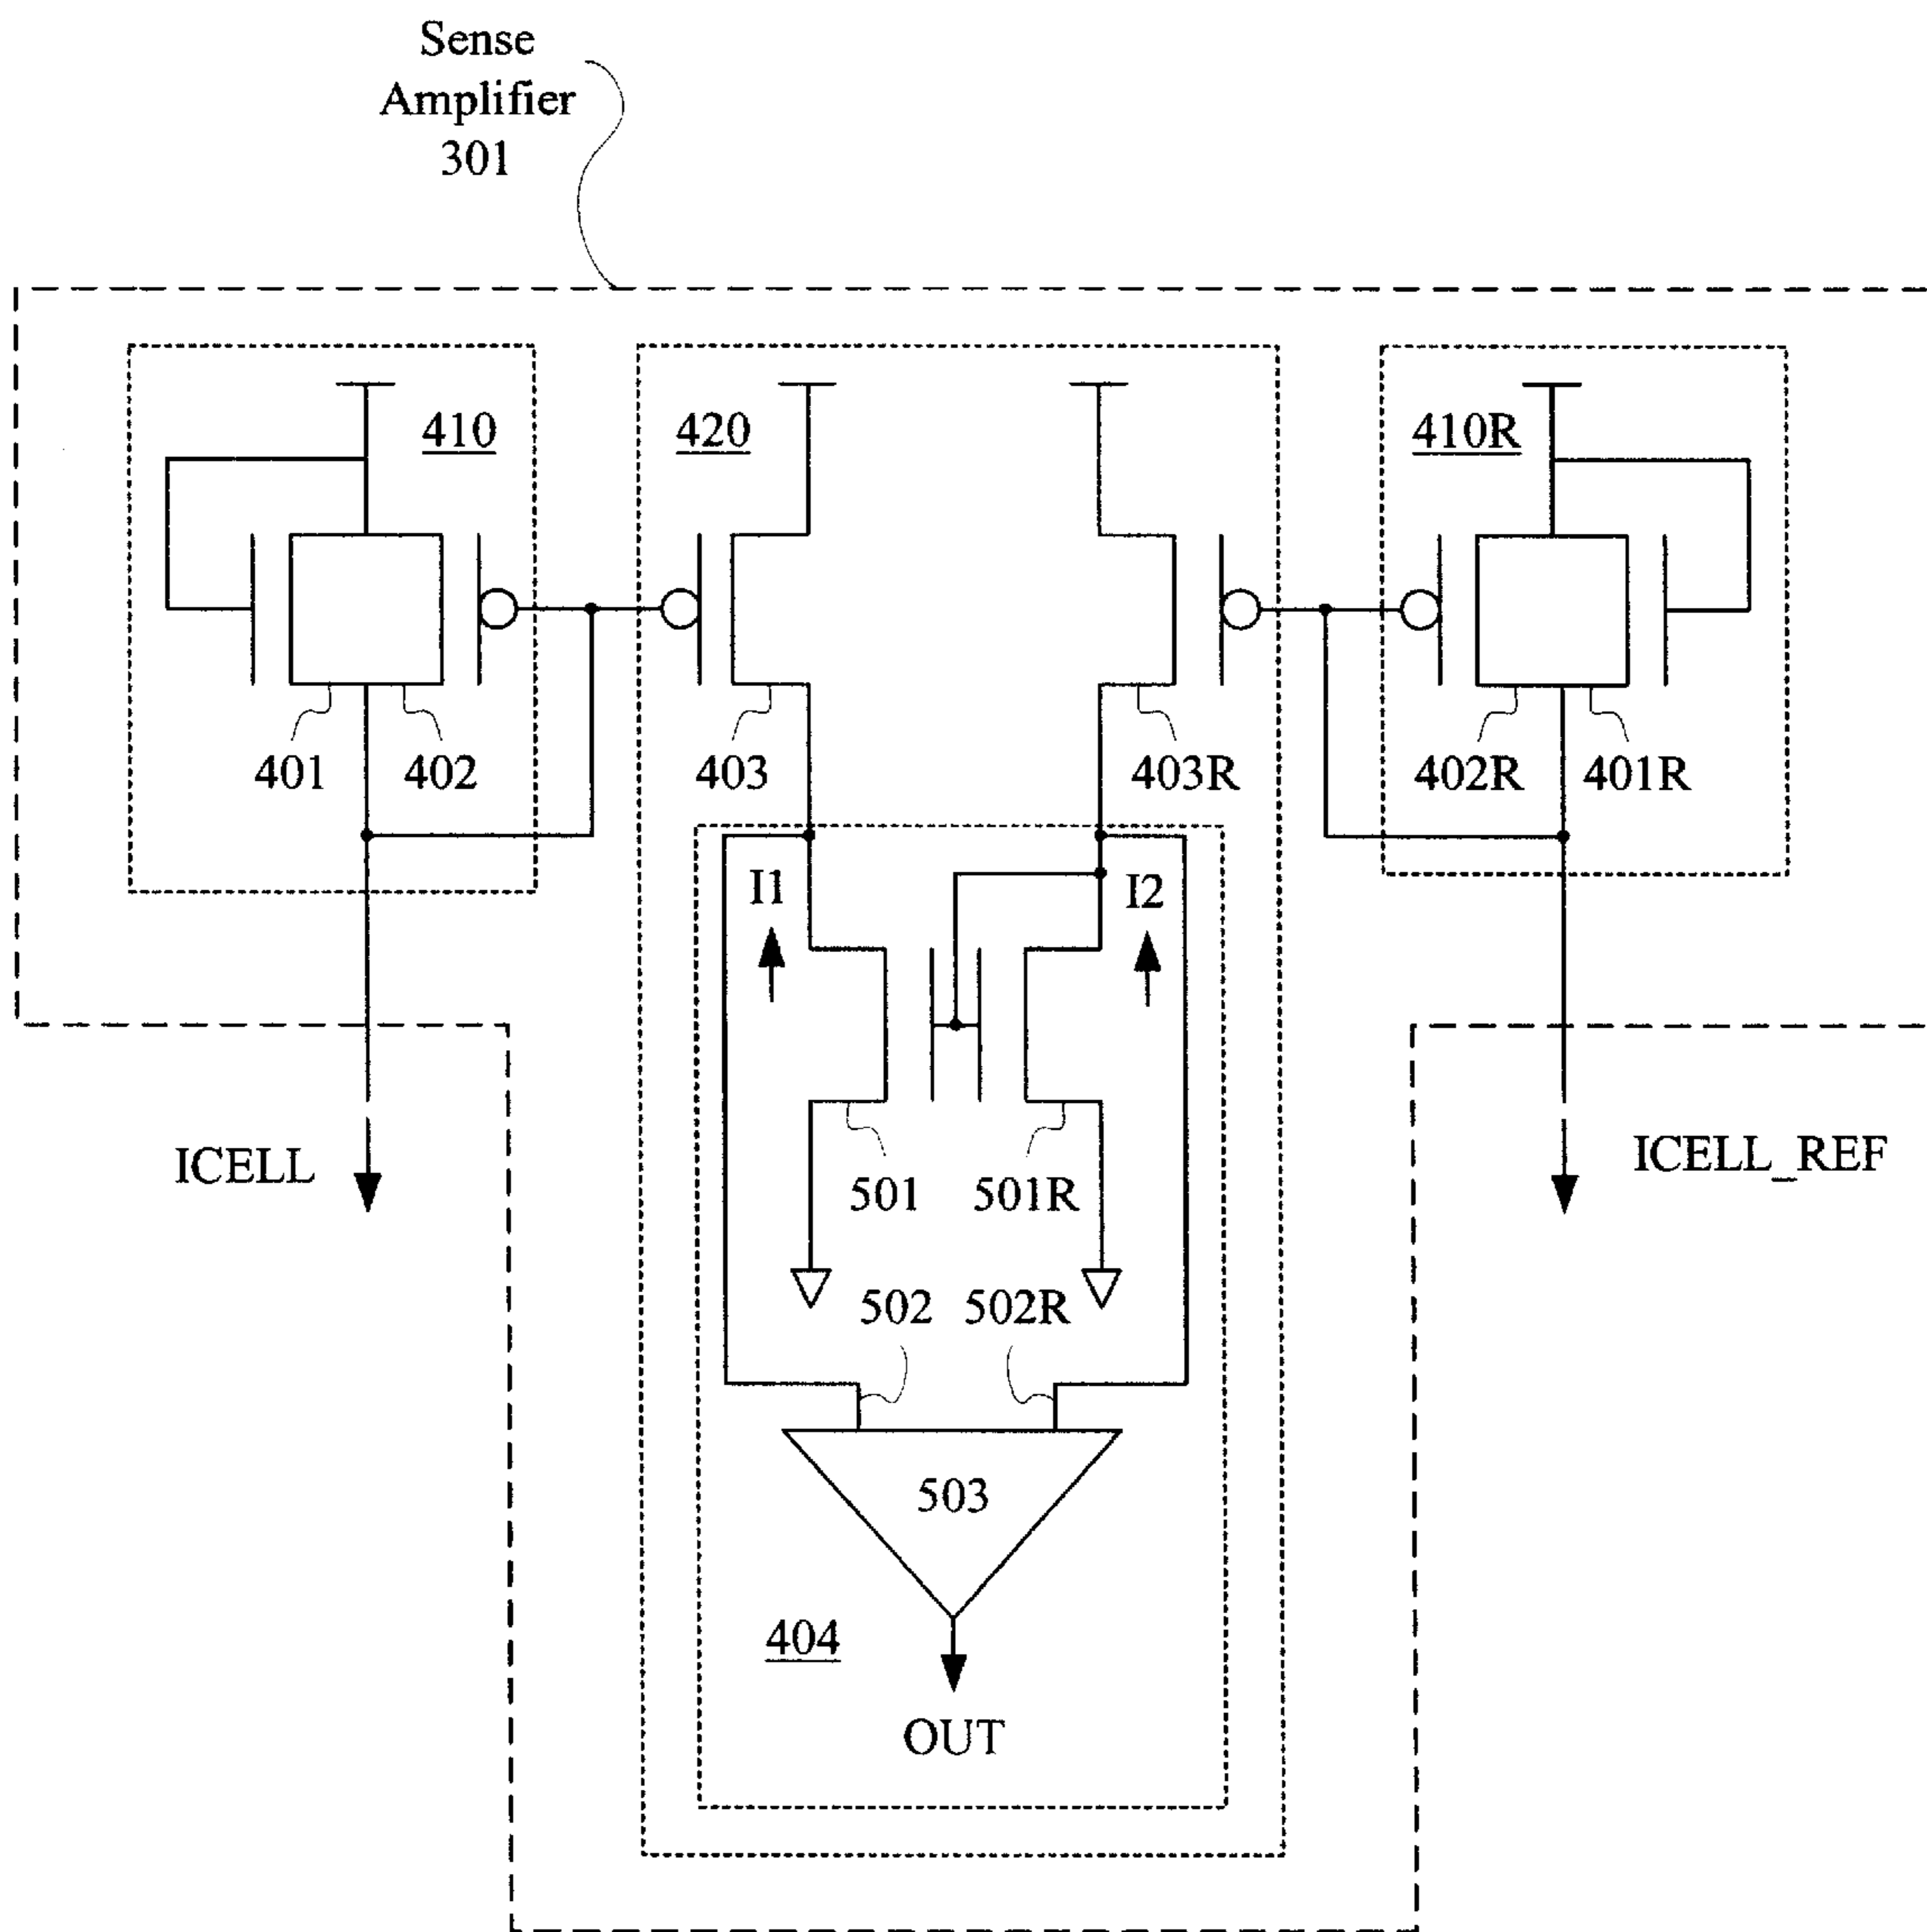 Sense
Amplifier
301
410
420
410R
401
402
403
403R
402R
401R
I1
I2
ICELL
501
501R
ICELL_REF
502
502R
503
404
OUT